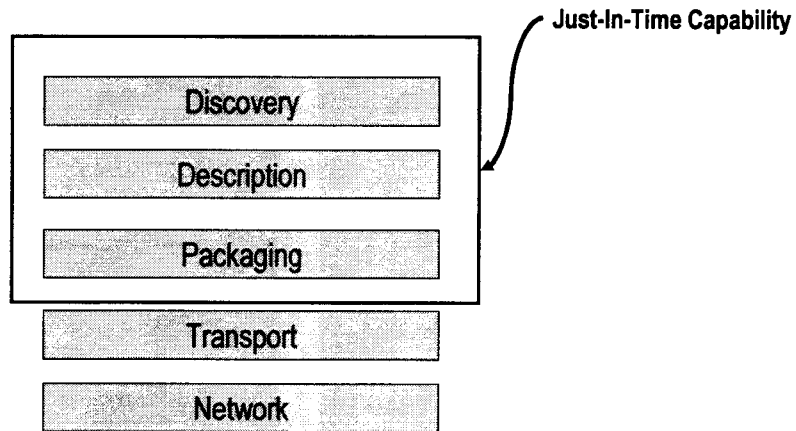 Just-In-Time Capability
Discovery
Description
Packaging
Transport
Network